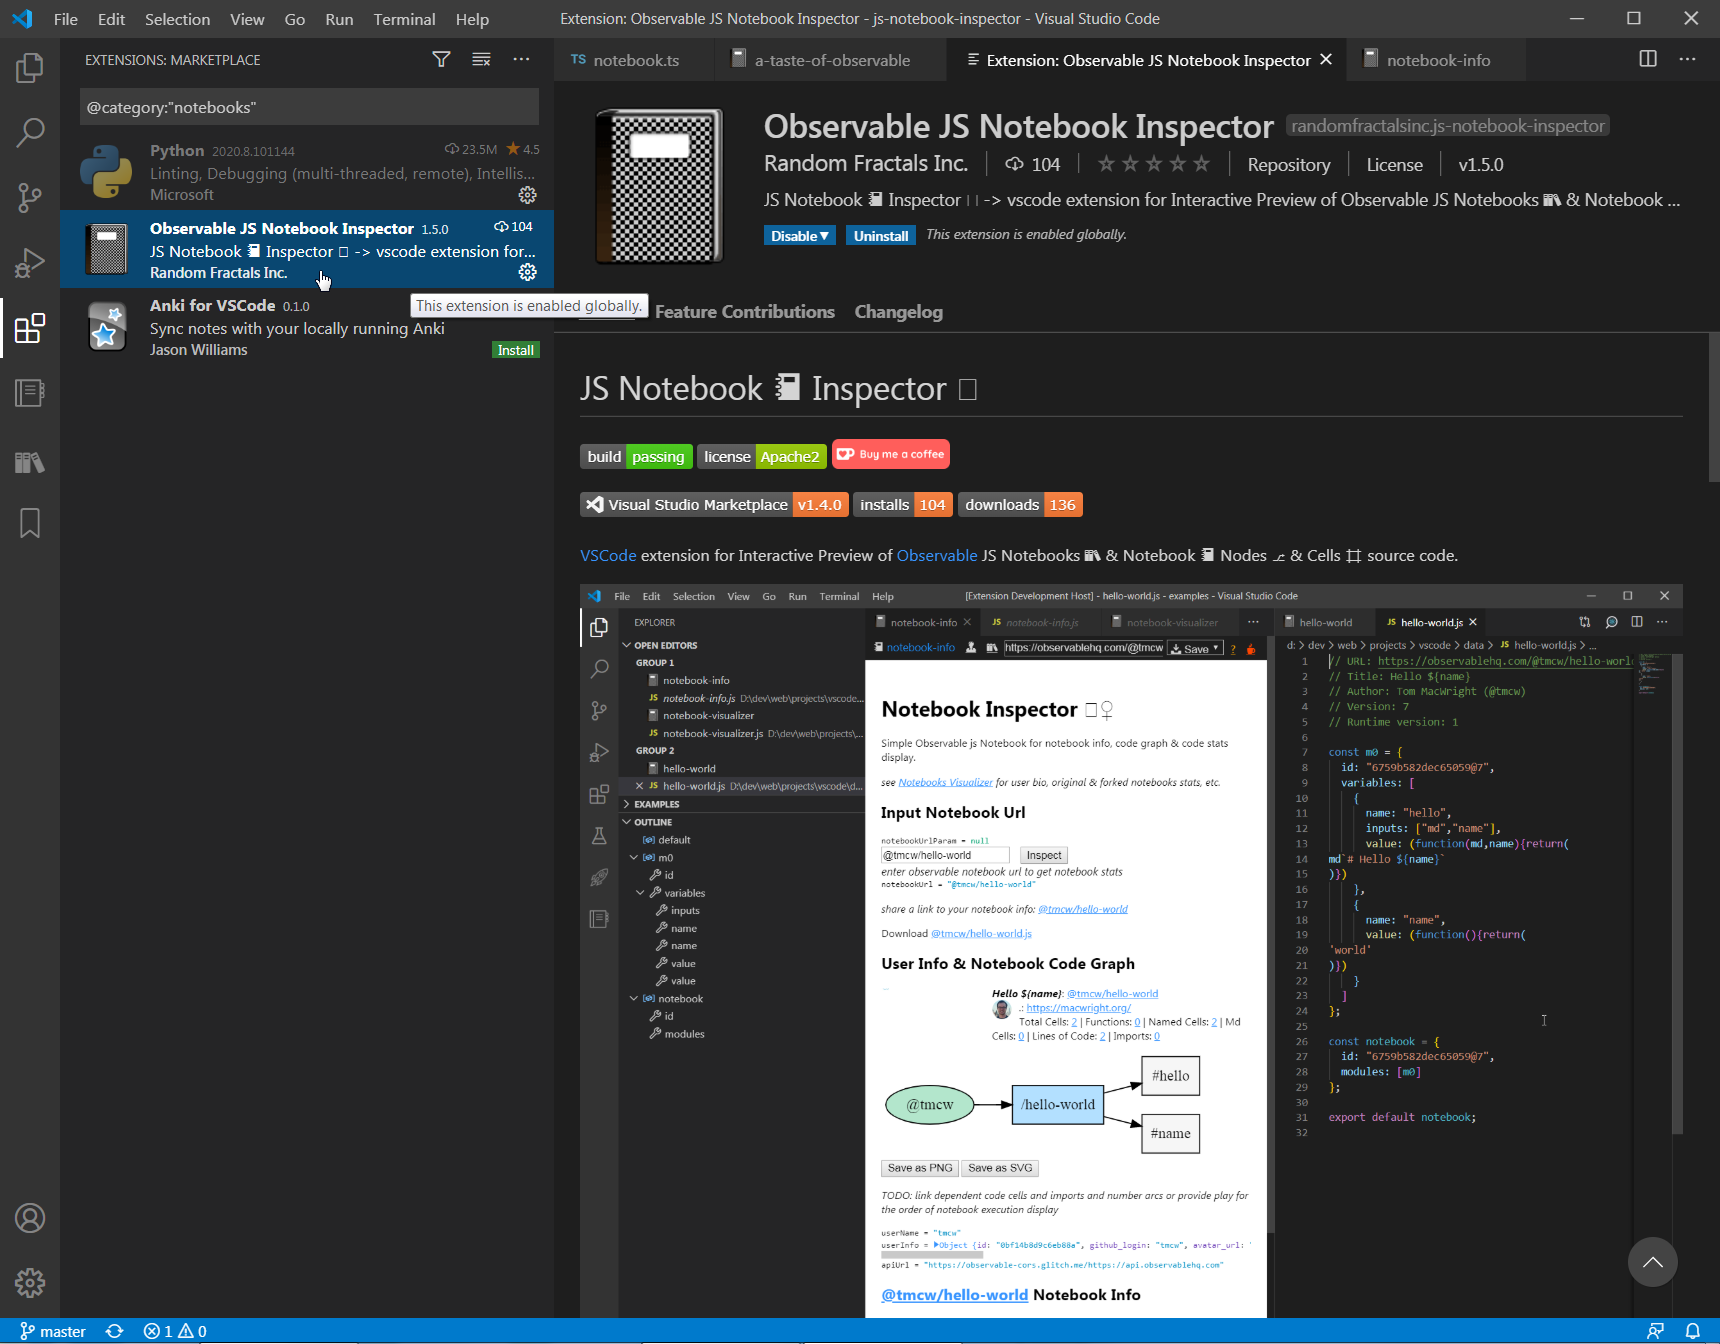 File Edit Selection View Go Run Terminal Help
Extension: Observable JS Notebook Inspector - js-notebook-inspector - Visual Studio Code
EXTENSIONS: MARKETPLACE
@category:"notebooks"
Python 2020.8.101144 23.5M 4.5
Linting, Debugging (multi-threaded, remote), Intellis...
Microsoft
Observable JS Notebook Inspector 1.5.0 104
JS Notebook Inspector -> vscode extension for...
Random Fractals Inc.
Anki for VSCode 0.1.0
Sync notes with your locally running Anki
Jason Williams Install
This extension is enabled globally.
TS notebook.ts
a-taste-of-observable
Extension: Observable JS Notebook Inspector
notebook-info
Observable JS Notebook Inspector randomfractalsinc.js-notebook-inspector
Random Fractals Inc. 104 ☆☆☆☆☆ Repository License v1.5.0
JS Notebook Inspector -> vscode extension for Interactive Preview of Observable JS Notebooks & Notebook ...
Disable Uninstall This extension is enabled globally.
Feature Contributions Changelog
JS Notebook Inspector
build passing license Apache2 Buy me a coffee
Visual Studio Marketplace v1.4.0 installs 104 downloads 136
VSCode extension for Interactive Preview of Observable JS Notebooks & Notebook Nodes & Cells source code.
File Edit Selection View Go Run Terminal Help [Extension Development Host] - hello-world.js - examples - Visual Studio Code
EXPLORER
OPEN EDITORS
GROUP 1
notebook-info
JS notebook-info.js D:\dev\web\projects\vscode...
notebook-visualizer
JS notebook-visualizer.js D:\dev\web\projects\...
GROUP 2
hello-world
JS hello-world.js D:\dev\web\projects\vscode\d...
EXAMPLES
OUTLINE
default
m0
id
variables
inputs
name
name
value
value
notebook
id
modules
notebook-info JS notebook-info.js notebook-visualizer ...
notebook-info https://observablehq.com/@tmcw Save ?
Notebook Inspector ♀
Simple Observable js Notebook for notebook info, code graph & code stats
display.
see Notebooks Visualizer for user bio, original & forked notebooks stats, etc.
Input Notebook Url
notebookUrlParam = null
@tmcw/hello-world Inspect
enter observable notebook url to get notebook stats
notebookUrl = "@tmcw/hello-world"
share a link to your notebook info: @tmcw/hello-world
Download @tmcw/hello-world.js
User Info & Notebook Code Graph
Hello ${name}: @tmcw/hello-world
.: https://macwright.org/
Total Cells: 2 | Functions: 0 | Named Cells: 2 | Md
Cells: 0 | Lines of Code: 2 | Imports: 0
@tmcw
/hello-world
#hello
#name
Save as PNG Save as SVG
TODO: link dependent code cells and imports and number arcs or provide play for
the order of notebook execution display
userName = "tmcw"
userInfo = ▶Object {id: "0bf14b8d9c6eb88a", github_login: "tmcw", avatar_url: "
apiUrl = "https://observable-cors.glitch.me/https://api.observablehq.com"
@tmcw/hello-world Notebook Info
hello-world JS hello-world.js
d: > dev > web > projects > vscode > data > JS hello-world.js > ...
1 // URL: https://observablehq.com/@tmcw/hello-worl
2 // Title: Hello ${name}
3 // Author: Tom MacWright (@tmcw)
4 // Version: 7
5 // Runtime version: 1
6
7 const m0 = {
8 id: "6759b582dec65059@7",
9 variables: [
10 {
11 name: "hello",
12 inputs: ["md","name"],
13 value: (function(md,name){return(
14 md`# Hello ${name}`
15 )})
16 },
17 {
18 name: "name",
19 value: (function(){return(
20 'world'
21 )})
22 }
23 ]
24 };
25
26 const notebook = {
27 id: "6759b582dec65059@7",
28 modules: [m0]
29 };
30
31 export default notebook;
32
master 1 0